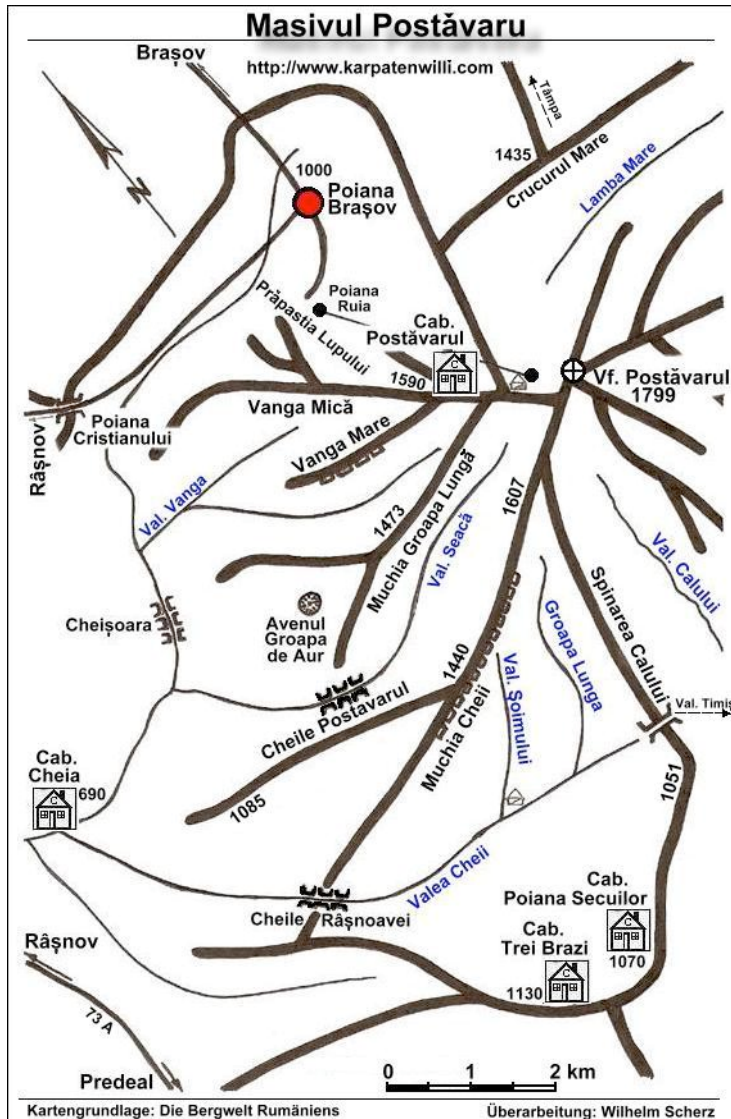 Masivul Postăvaru
Brașov
http://www.karpatenwilli.com
Tâmpa
1435
Crucurul Mare
Lamba Mare
N
1000
Poiana
Brașov
Poiana
Ruia
Prăpastia Lupului
Cab.
Postăvarul
C
1590
Vf. Postăvarul
1799
Vanga Mică
Poiana
Cristianului
Râșnov
Vanga Mare
Val. Vanga
1473
Muchia Groapa Lungă
Val. Seacă
1607
Val. Calului
Spinarea Calului
Groapa Lunga
Cheișoara
Avenul
Groapa
de Aur
1440
Val. Șoimului
Val. Timiș
Cheile Postavarul
Muchia Cheii
1085
1051
Cab.
Cheia
690
C
Valea Cheii
Cab.
Poiana Secuilor
C
1070
Cheile Râșnoavei
Cab.
Trei Brazi
C
1130
Râșnov
73 A
Predeal
0 1 2 km
Kartengrundlage: Die Bergwelt Rumäniens
Überarbeitung: Wilhelm Scherz